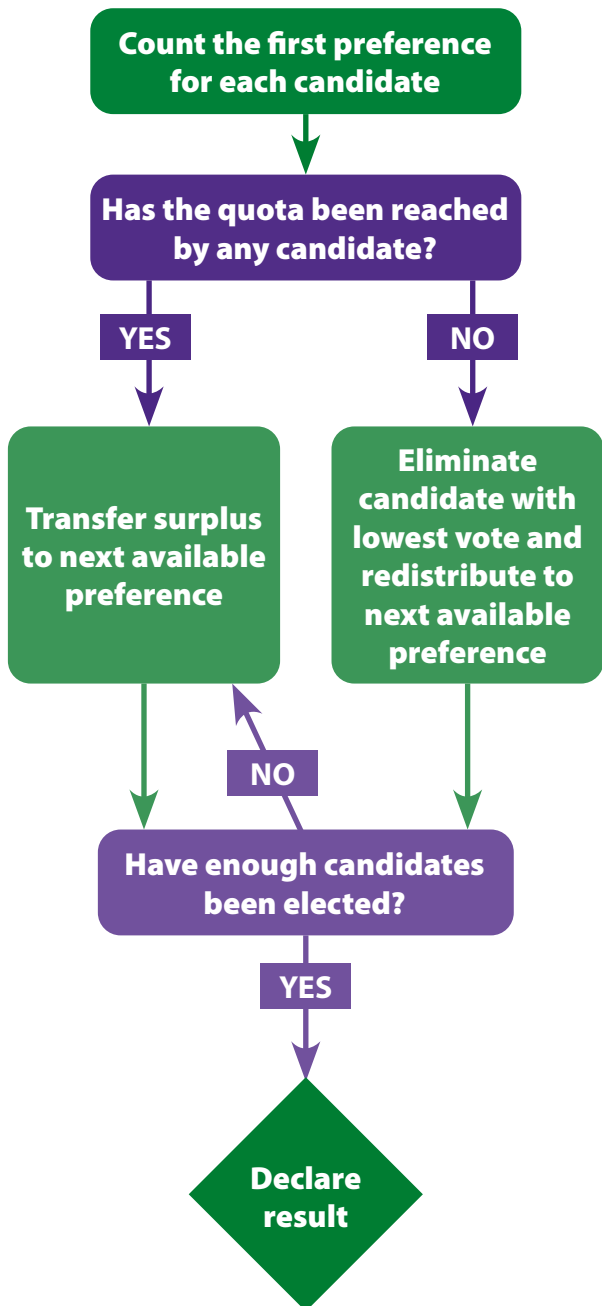 Count the first preference
for each candidate
Has the quota been reached
by any candidate?
YES
NO
Transfer surplus
to next available
preference
Eliminate
candidate with
lowest vote and
redistribute to
next available
preference
NO
Have enough candidates
been elected?
YES
Declare
result